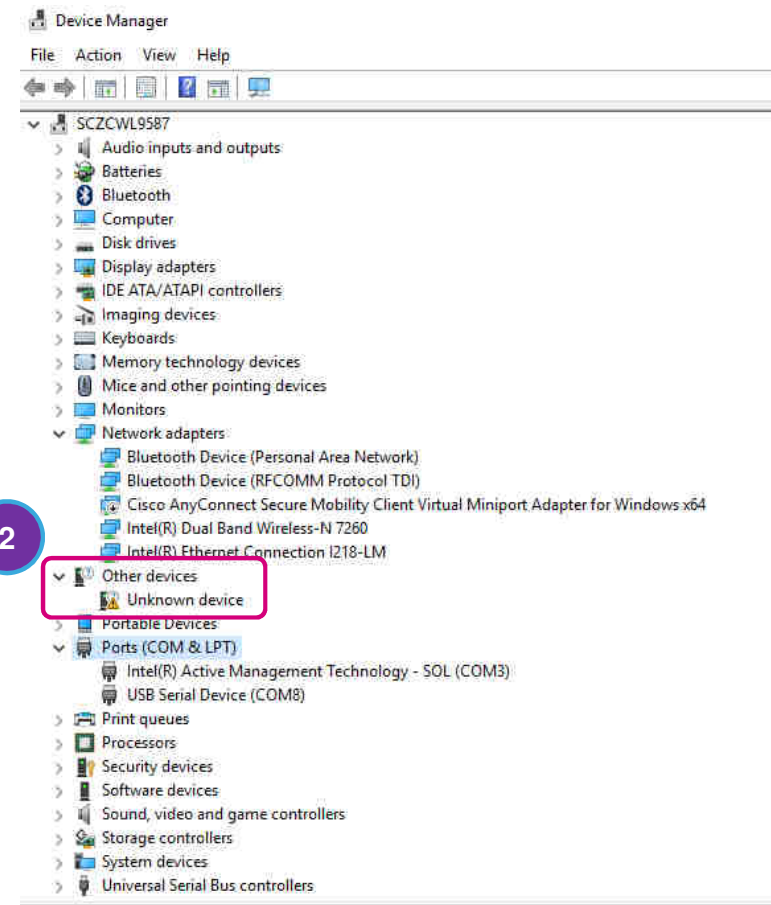 Device Manager
File Action View Help
SCZCWL9587
Audio inputs and outputs
Batteries
Bluetooth
Computer
Disk drives
Display adapters
IDE ATA/ATAPI controllers
Imaging devices
Keyboards
Memory technology devices
Mice and other pointing devices
Monitors
Network adapters
Bluetooth Device (Personal Area Network)
Bluetooth Device (RFCOMM Protocol TDI)
Cisco AnyConnect Secure Mobility Client Virtual Miniport Adapter for Windows x64
Intel(R) Dual Band Wireless-N 7260
2
Intel(R) Ethernet Connection I218-LM
Other devices
Unknown device
Portable Devices
Ports (COM & LPT)
Intel(R) Active Management Technology - SOL (COM3)
USB Serial Device (COM8)
Print queues
Processors
Security devices
Software devices
Sound, video and game controllers
Storage controllers
System devices
Universal Serial Bus controllers